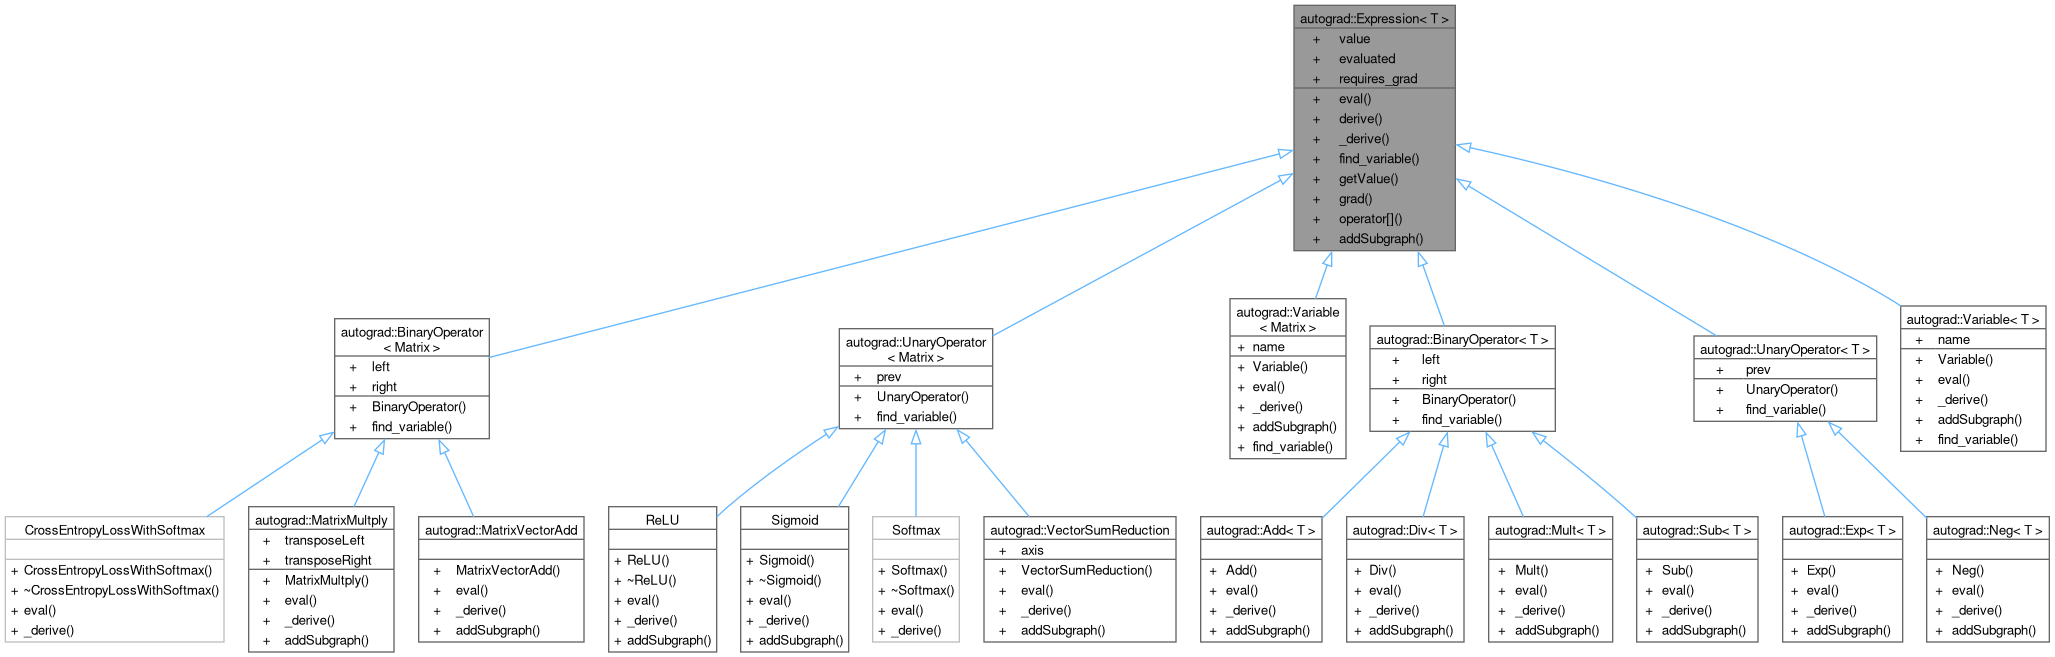 autograd::Expression< T >
+ value
+ evaluated
+ requires_grad
+ eval()
+ derive()
+ _derive()
+ find_variable()
+ getValue()
+ grad()
+ operator[]()
+ addSubgraph()
autograd::BinaryOperator
< Matrix >
+ left
+ right
+ BinaryOperator()
+ find_variable()
autograd::UnaryOperator
< Matrix >
+ prev
+ UnaryOperator()
+ find_variable()
autograd::Variable
< Matrix >
+ name
+ Variable()
+ eval()
+ _derive()
+ addSubgraph()
+ find_variable()
autograd::BinaryOperator< T >
+ left
+ right
+ BinaryOperator()
+ find_variable()
autograd::UnaryOperator< T >
+ prev
+ UnaryOperator()
+ find_variable()
autograd::Variable< T >
+ name
+ Variable()
+ eval()
+ _derive()
+ addSubgraph()
+ find_variable()
CrossEntropyLossWithSoftmax
+ CrossEntropyLossWithSoftmax()
+ ~CrossEntropyLossWithSoftmax()
+ eval()
+ _derive()
autograd::MatrixMultply
+ transposeLeft
+ transposeRight
+ MatrixMultply()
+ eval()
+ _derive()
+ addSubgraph()
autograd::MatrixVectorAdd
+ MatrixVectorAdd()
+ eval()
+ _derive()
+ addSubgraph()
ReLU
+ ReLU()
+ ~ReLU()
+ eval()
+ _derive()
+ addSubgraph()
Sigmoid
+ Sigmoid()
+ ~Sigmoid()
+ eval()
+ _derive()
+ addSubgraph()
Softmax
+ Softmax()
+ ~Softmax()
+ eval()
+ _derive()
autograd::VectorSumReduction
+ axis
+ VectorSumReduction()
+ eval()
+ _derive()
+ addSubgraph()
autograd::Add< T >
+ Add()
+ eval()
+ _derive()
+ addSubgraph()
autograd::Div< T >
+ Div()
+ eval()
+ _derive()
+ addSubgraph()
autograd::Mult< T >
+ Mult()
+ eval()
+ _derive()
+ addSubgraph()
autograd::Sub< T >
+ Sub()
+ eval()
+ _derive()
+ addSubgraph()
autograd::Exp< T >
+ Exp()
+ eval()
+ _derive()
+ addSubgraph()
autograd::Neg< T >
+ Neg()
+ eval()
+ _derive()
+ addSubgraph()